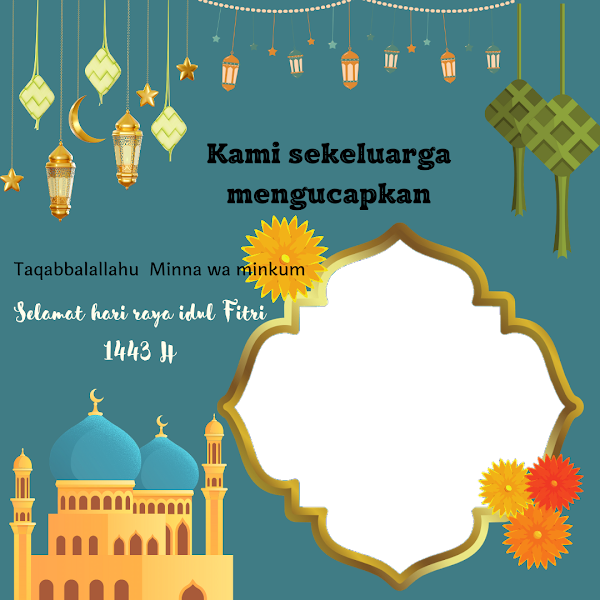 Kami sekeluarga
mengucapkan
Taqabbalallahu Minna wa minkum
Selamat hari raya idul Fitri
1443 H